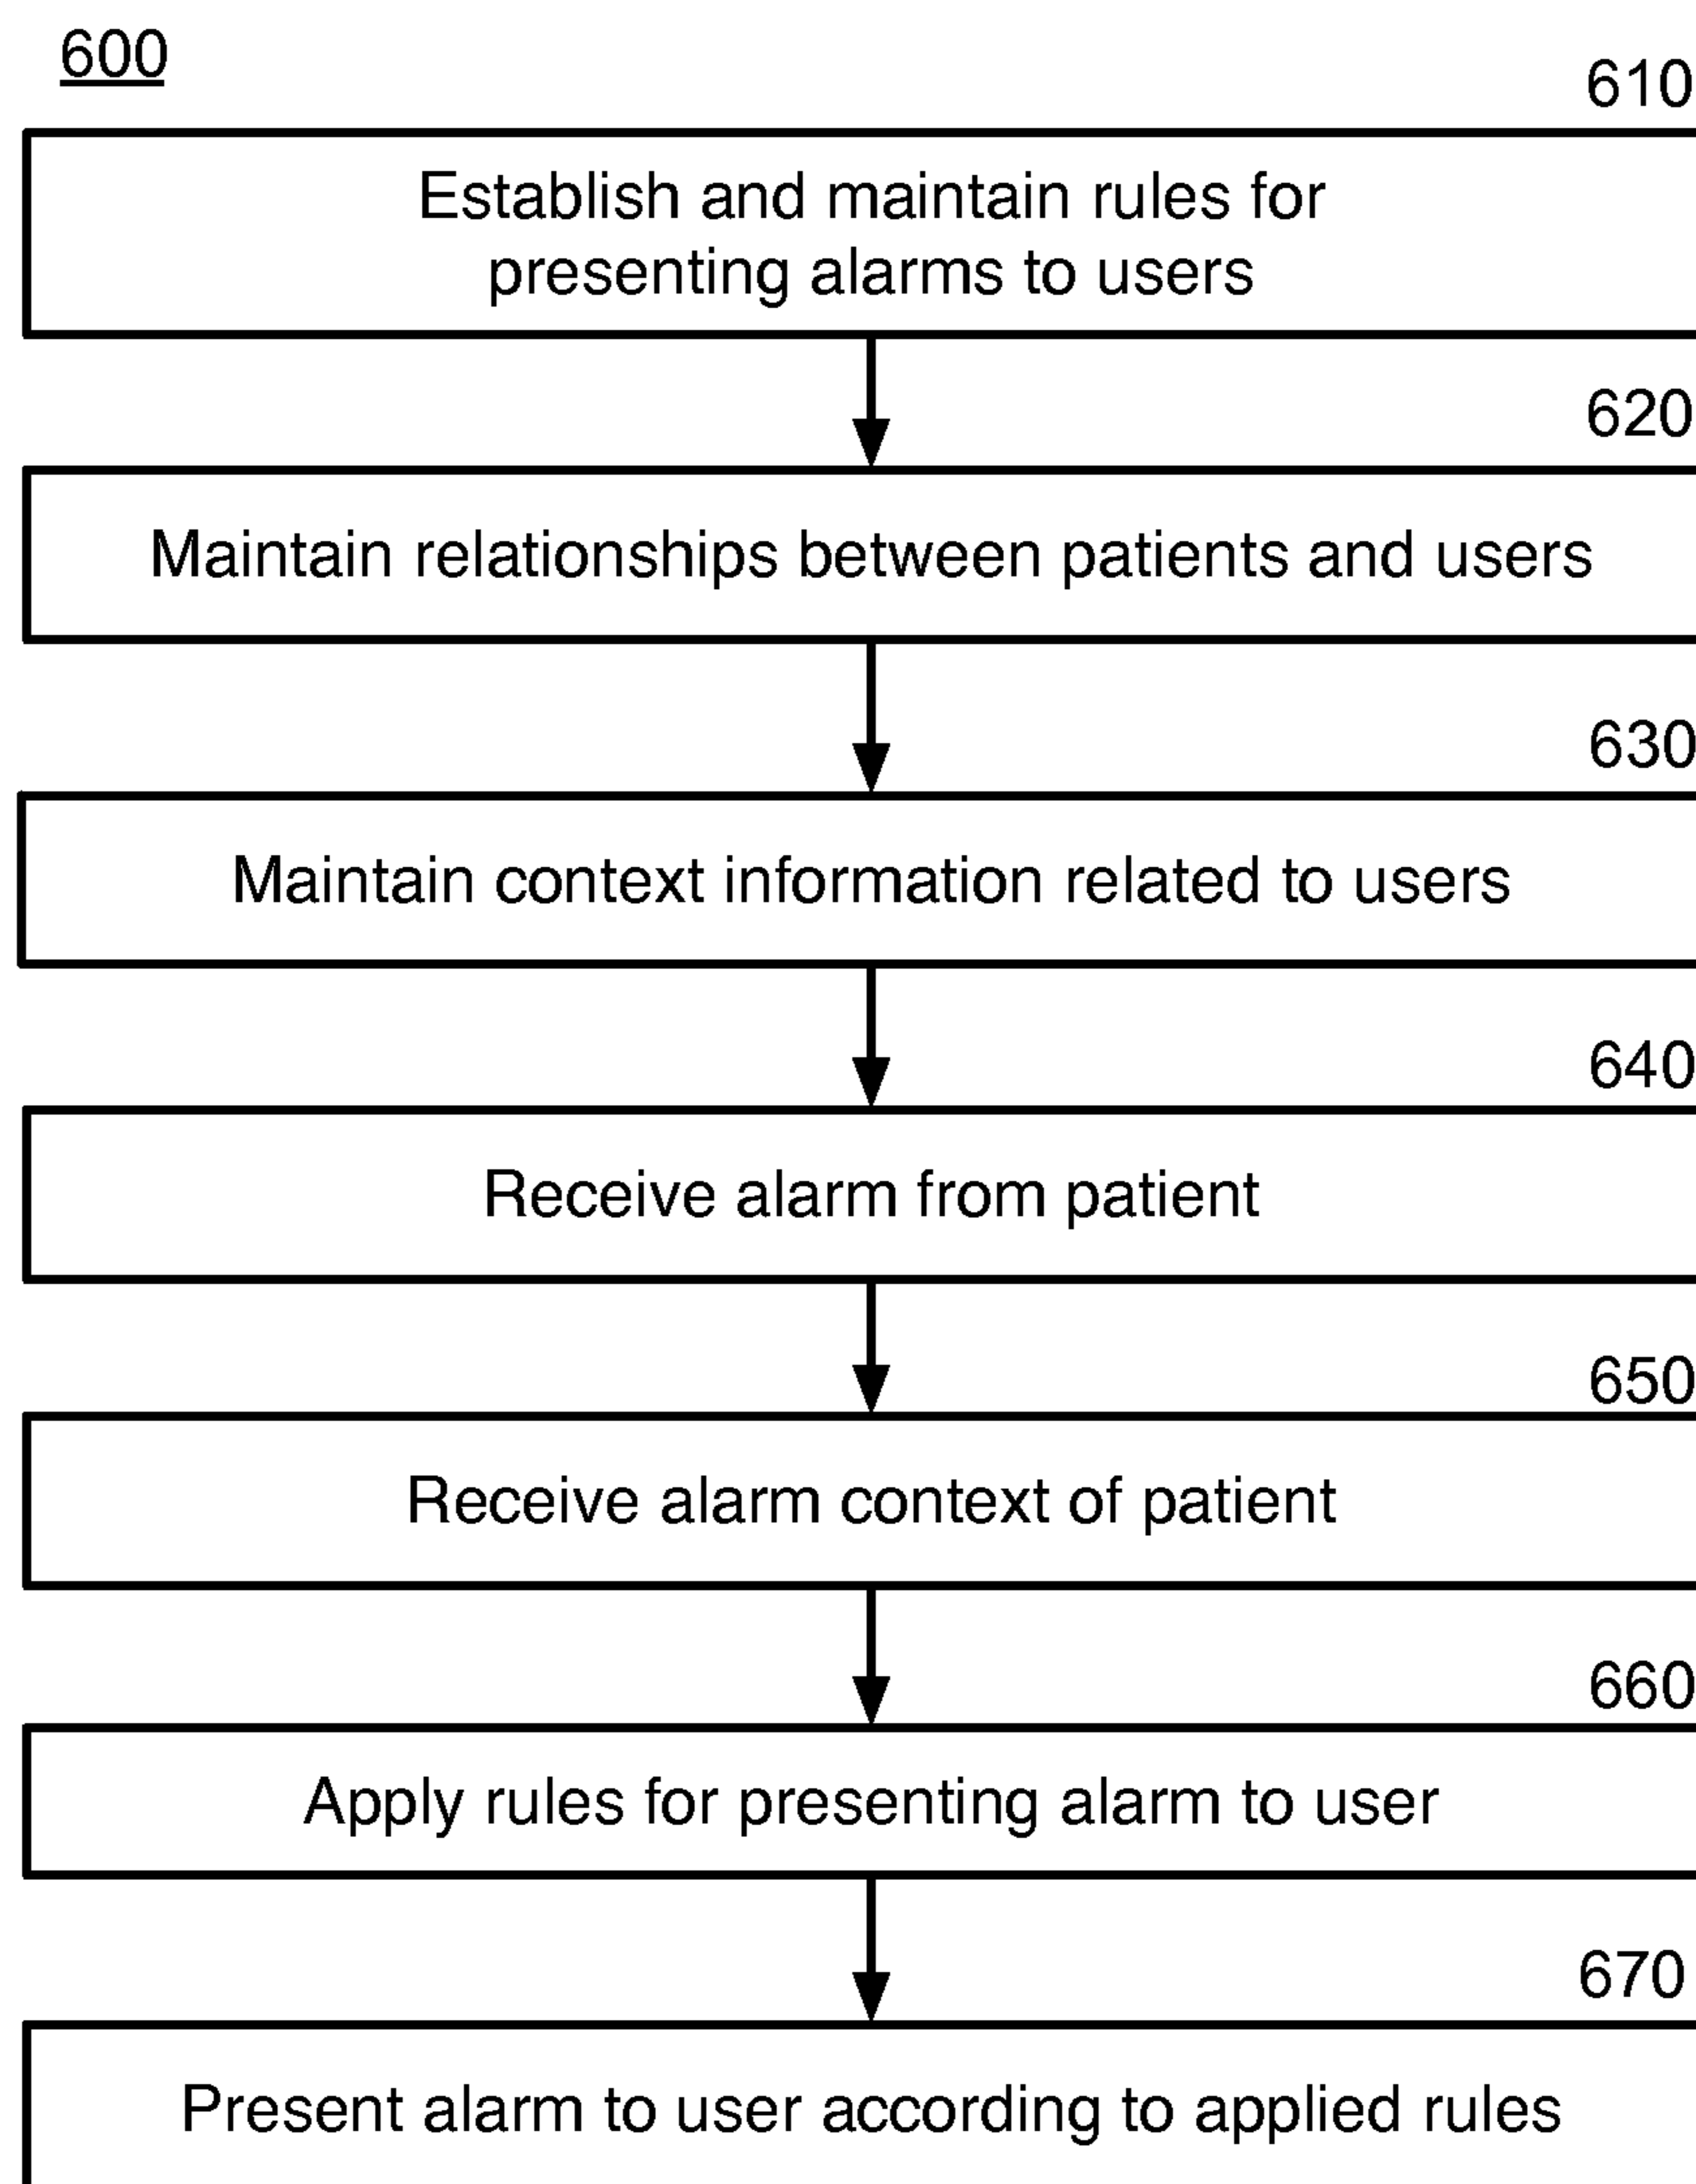 600
610
Establish and maintain rules for
presenting alarms to users
620
Maintain relationships between patients and users
630
Maintain context information related to users
640
Receive alarm from patient
650
Receive alarm context of patient
660
Apply rules for presenting alarm to user
670
Present alarm to user according to applied rules